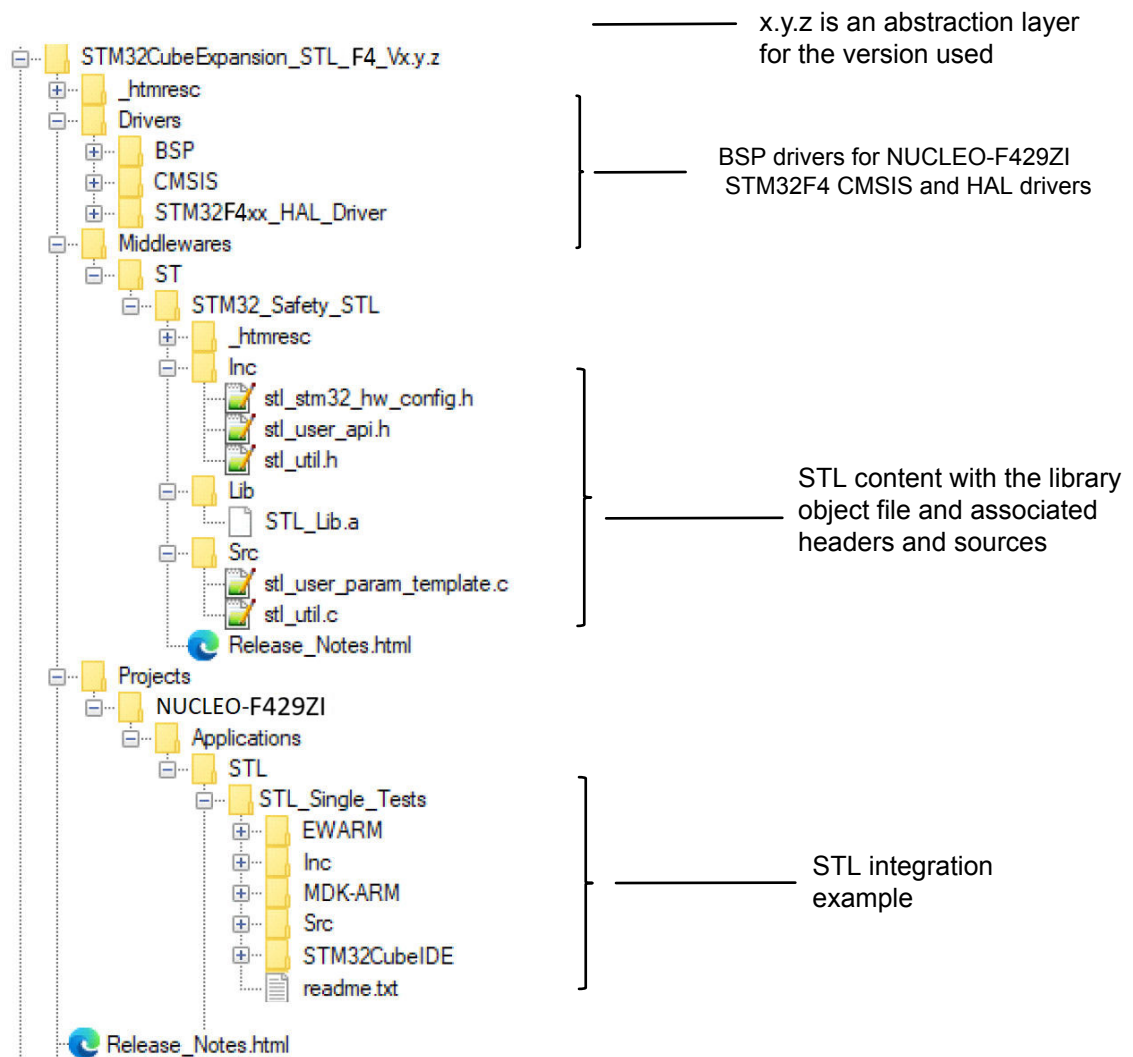 x.y.z is an abstraction layer
for the version used
STM32CubeExpansion_STL_F4_Vx.y.z
_htmresc
Drivers
BSP
CMSIS
STM32F4xx_HAL_Driver
BSP drivers for NUCLEO-F429ZI
STM32F4 CMSIS and HAL drivers
Middlewares
ST
STM32_Safety_STL
_htmresc
Inc
stl_stm32_hw_config.h
stl_user_api.h
stl_util.h
Lib
STL_Lib.a
Src
stl_user_param_template.c
stl_util.c
Release_Notes.html
STL content with the library
object file and associated
headers and sources
Projects
NUCLEO-F429ZI
Applications
STL
STL_Single_Tests
EWARM
Inc
MDK-ARM
Src
STM32CubeIDE
readme.txt
STL integration
example
Release_Notes.html